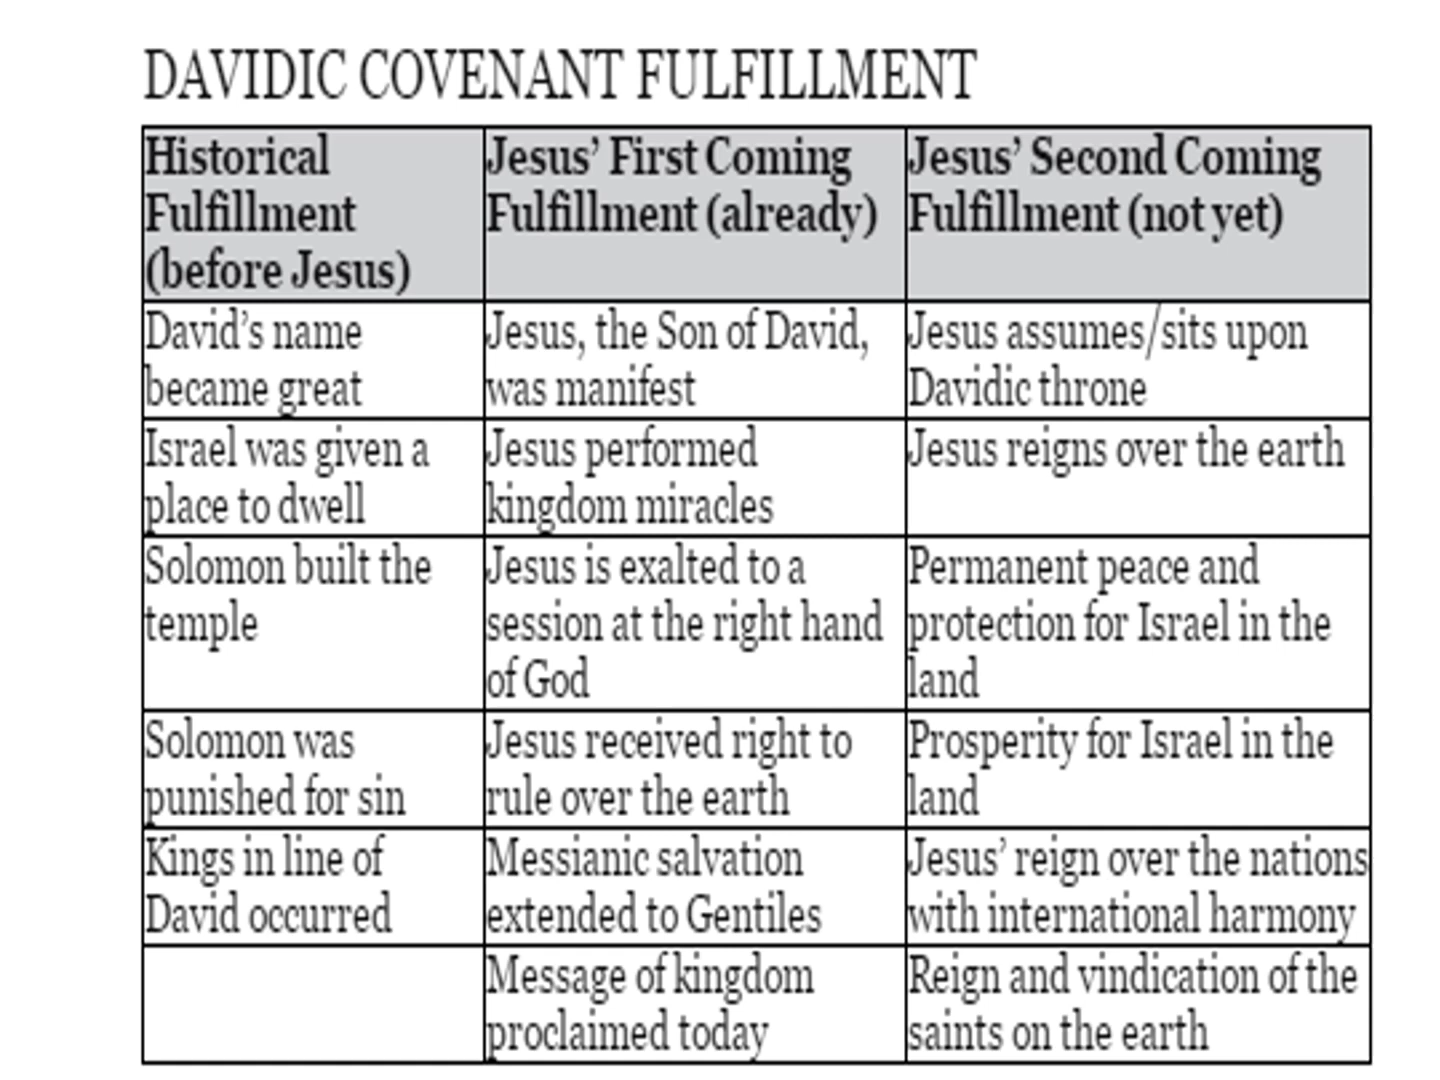 DAVIDIC COVENANT FULFILLMENT
Historical
Fulfillment
(before Jesus)
Jesus’ First Coming
Fulfillment (already)
Jesus’ Second Coming
Fulfillment (not yet)
David’s name
became great
Jesus, the Son of David,
was manifest
Jesus assumes/sits upon
Davidic throne
Israel was given a
place to dwell
Jesus performed
kingdom miracles
Jesus reigns over the earth
Solomon built the
temple
Jesus is exalted to a
session at the right hand
of God
Permanent peace and
protection for Israel in the
land
Solomon was
punished for sin
Jesus received right to
rule over the earth
Prosperity for Israel in the
land
Kings in line of
David occurred
Messianic salvation
extended to Gentiles
Jesus’ reign over the nations
with international harmony
Message of kingdom
proclaimed today
Reign and vindication of the
saints on the earth